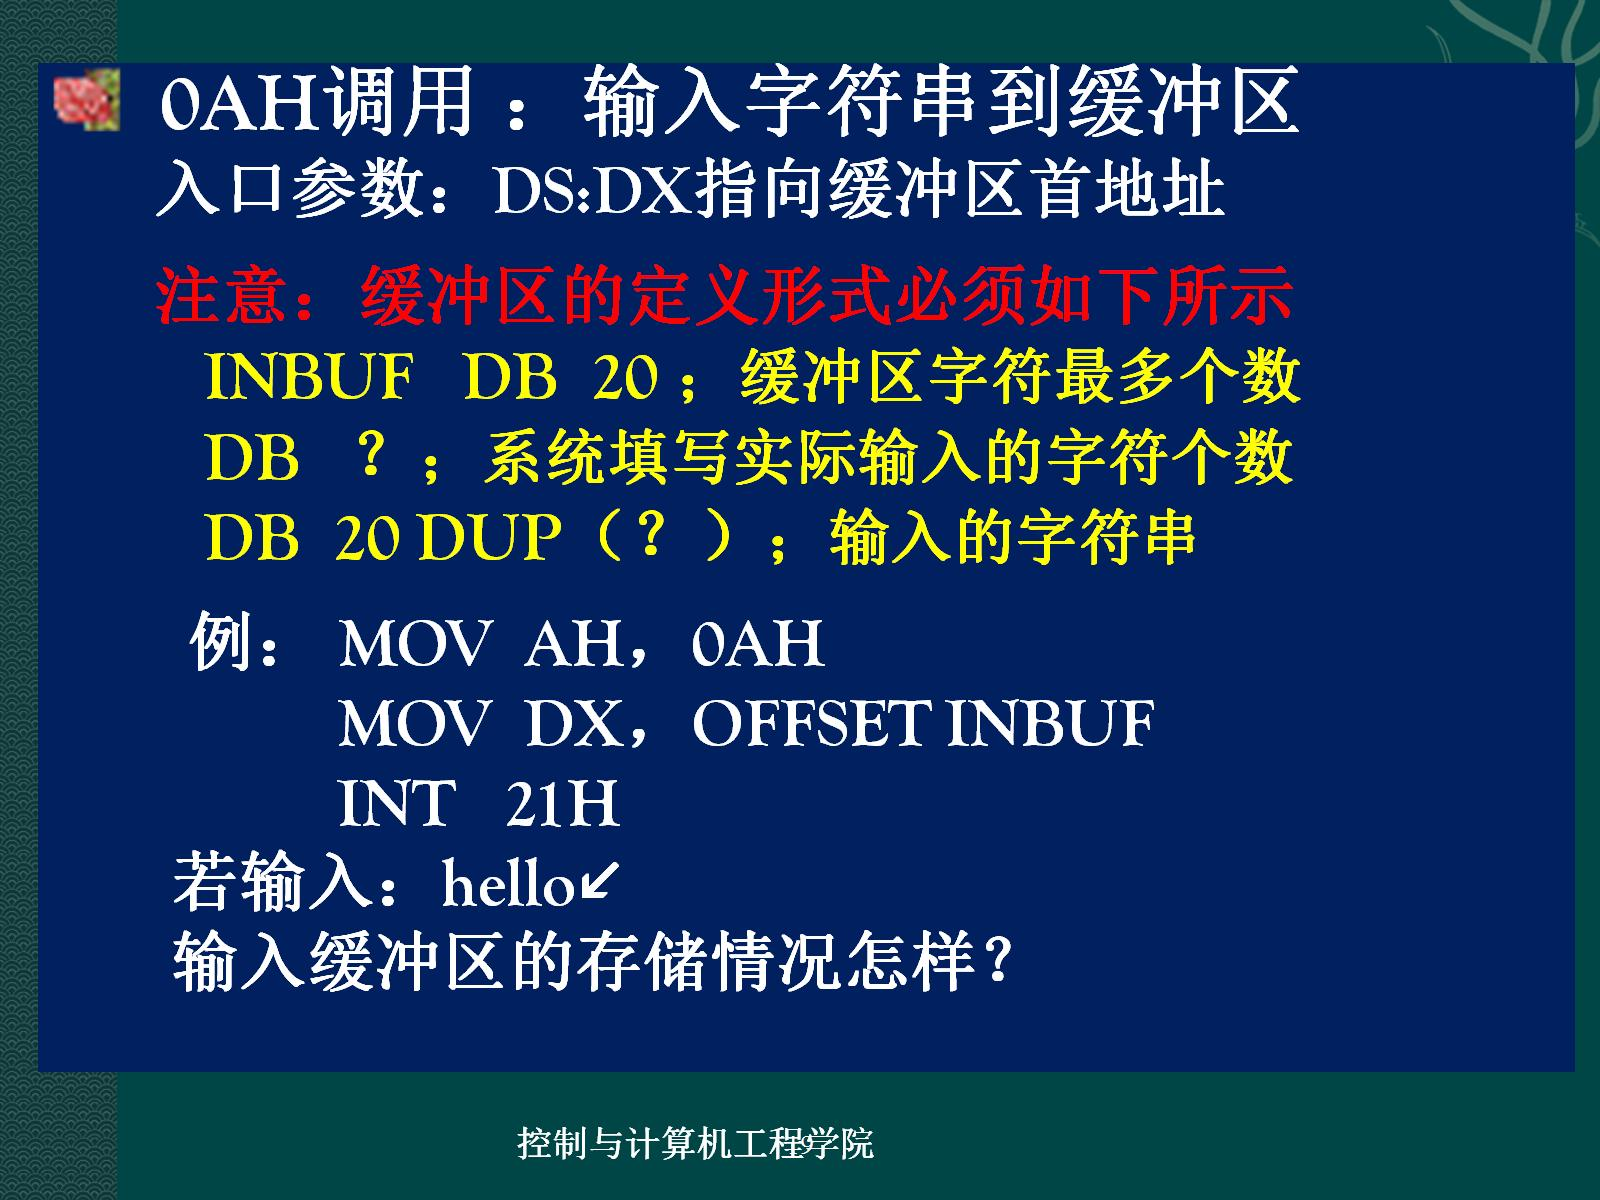 0AH调用 ：输入字符串到缓冲区
入口参数：DS:DX指向缓冲区首地址
注意：缓冲区的定义形式必须如下所示
INBUF DB 20 ；缓冲区字符最多个数
DB ？；系统填写实际输入的字符个数
DB 20 DUP（？）；输入的字符串
例： MOV AH，0AH
MOV DX，OFFSET INBUF
INT 21H
若输入：hello↙
输入缓冲区的存储情况怎样？
控制与计算机工程学院